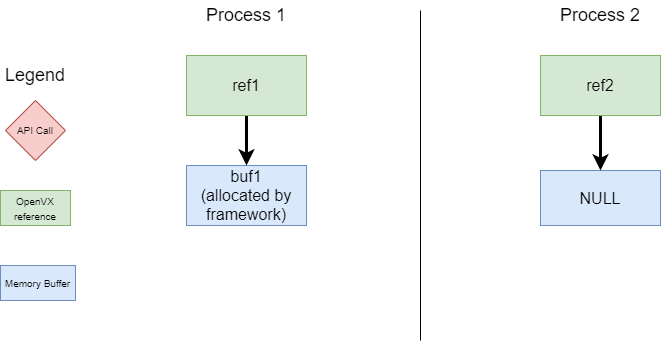 Process 1
Process 2
Legend
API Call
OpenVX
reference
Memory Buffer
ref1
buf1
(allocated by
framework)
ref2
NULL